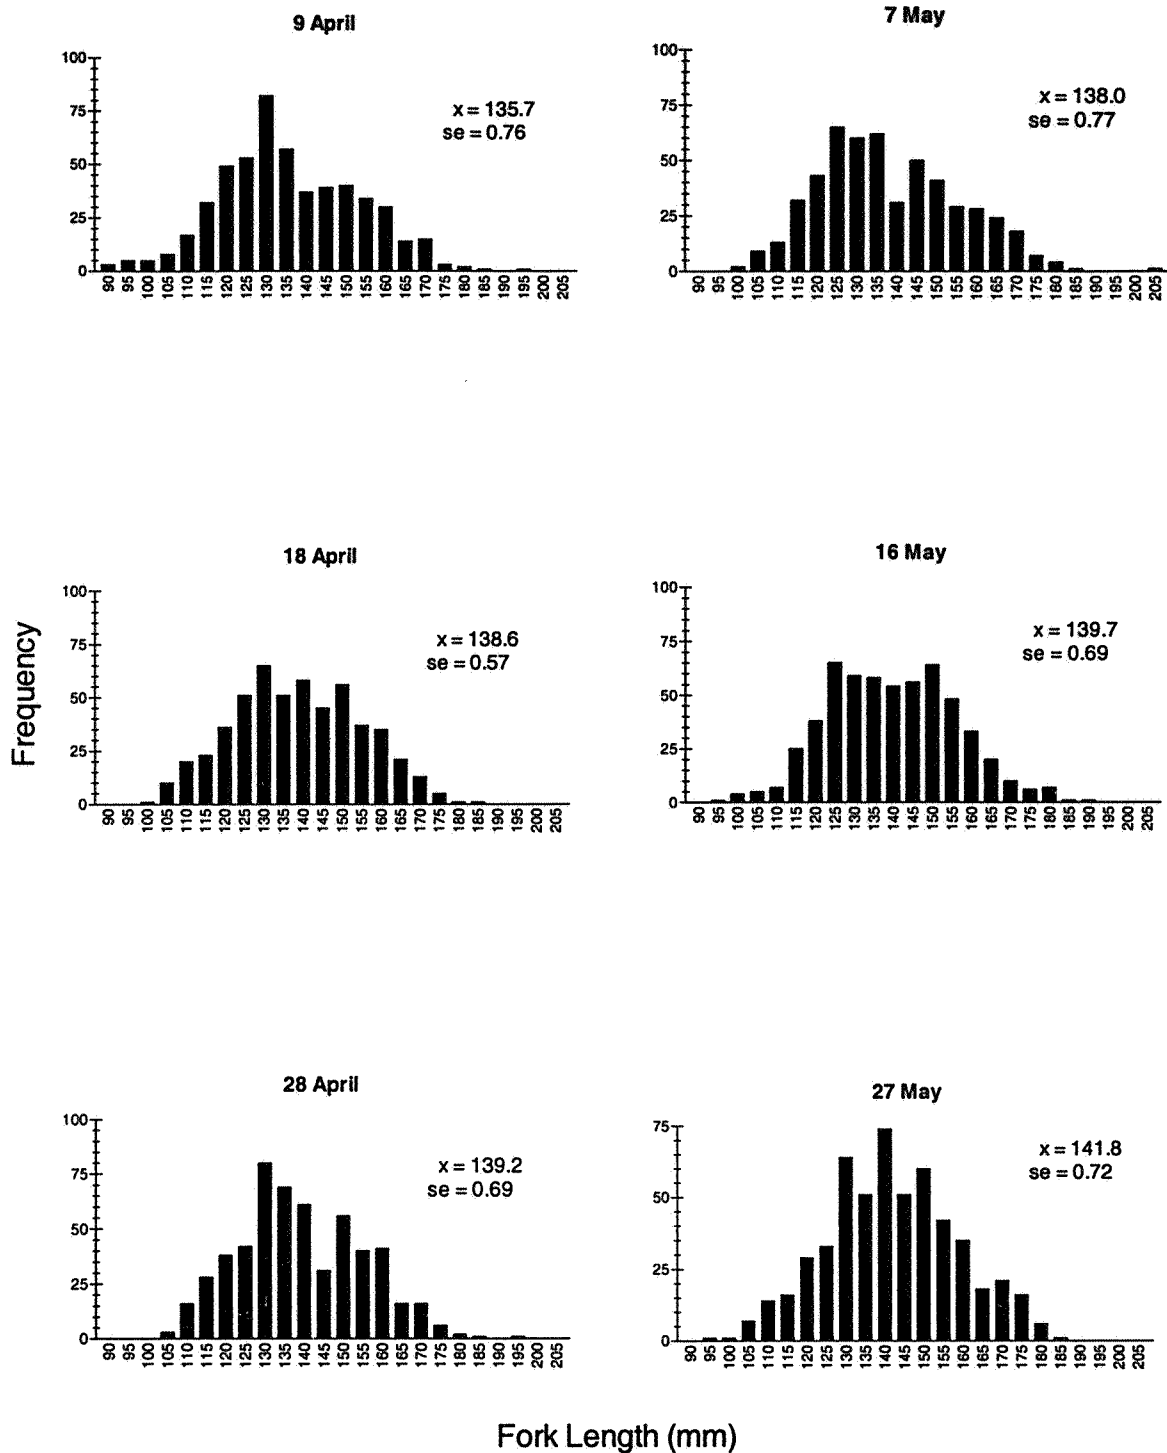 9 April
100
75
50
25
0
x = 135.7
se = 0.76
90 95 100 105 110 115 120 125 130 135 140 145 150 155 160 165 170 175 180 185 190 195 200 205
7 May
100
75
50
25
0
x = 138.0
se = 0.77
90 95 100 105 110 115 120 125 130 135 140 145 150 155 160 165 170 175 180 185 190 195 200 205
Frequency
18 April
100
75
50
25
0
x = 138.6
se = 0.57
90 95 100 105 110 115 120 125 130 135 140 145 150 155 160 165 170 175 180 185 190 195 200 205
16 May
100
75
50
25
0
x = 139.7
se = 0.69
90 95 100 105 110 115 120 125 130 135 140 145 150 155 160 165 170 175 180 185 190 195 200 205
28 April
100
75
50
25
0
x = 139.2
se = 0.69
90 95 100 105 110 115 120 125 130 135 140 145 150 155 160 165 170 175 180 185 190 195 200 205
27 May
75
50
25
0
x = 141.8
se = 0.72
90 95 100 105 110 115 120 125 130 135 140 145 150 155 160 165 170 175 180 185 190 195 200 205
Fork Length (mm)